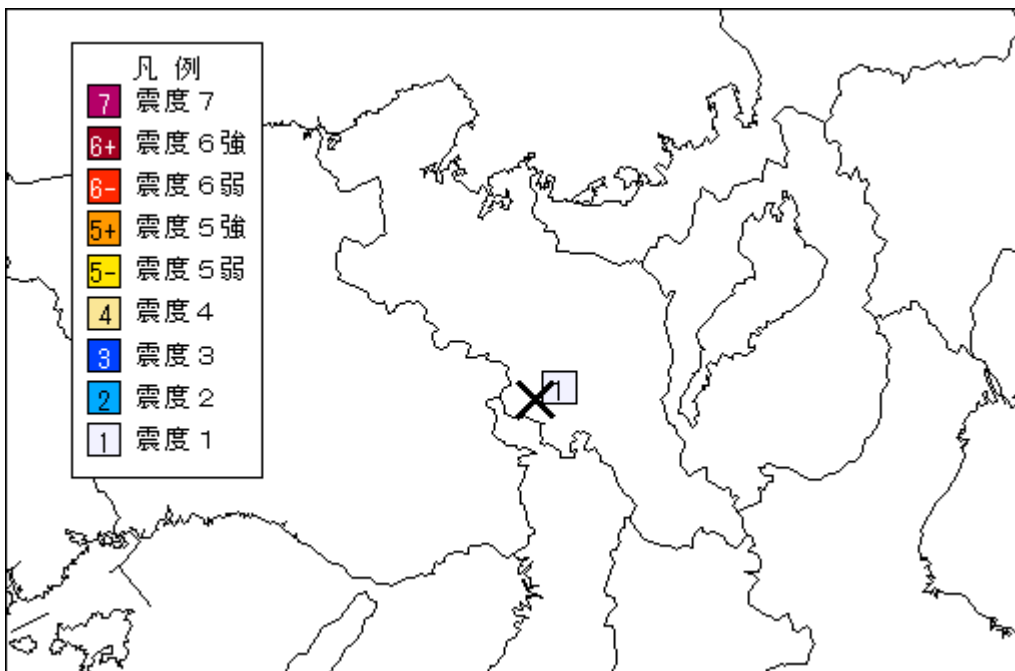 凡 例
7 震度７
6+ 震度６強
6- 震度６弱
5+ 震度５強
5- 震度５弱
4 震度４
3 震度３
2 震度２
1 震度１
1